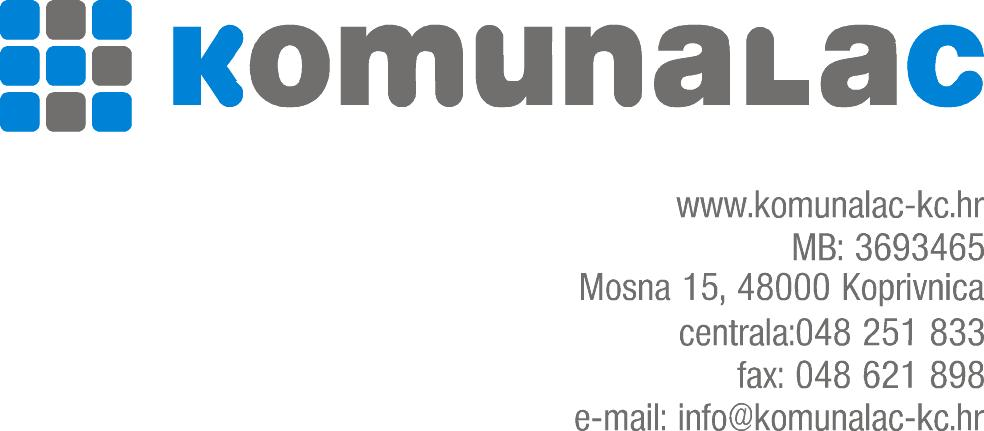 KomunaLaC
www.komunalac-kc.hr
MB: 3693465
Mosna 15, 48000 Koprivnica
centrala:048 251 833
fax: 048 621 898
e-mail: info@komunalac-kc.hr